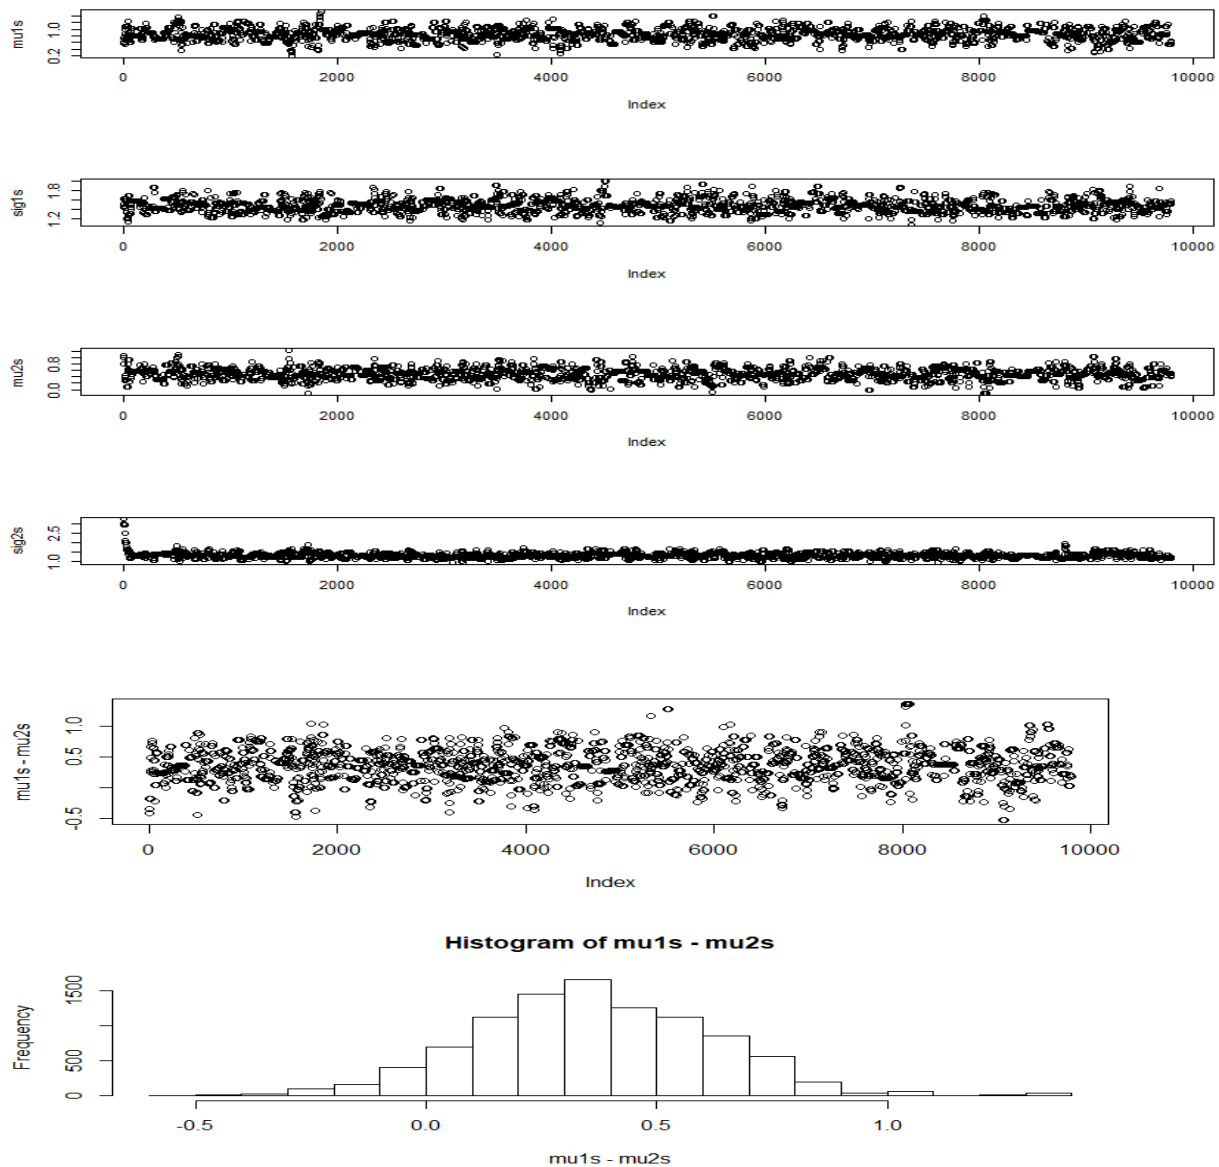 mu1s
0.2 1.0
0 2000 4000 6000 8000 10000
Index
sig1s
1.2 1.8
0 2000 4000 6000 8000 10000
Index
mu2s
0.0 0.8
0 2000 4000 6000 8000 10000
Index
sig2s
1.0 2.5
0 2000 4000 6000 8000 10000
Index
mu1s - mu2s
-0.5 0.5 1.0
0 2000 4000 6000 8000 10000
Index
Histogram of mu1s - mu2s
Frequency
0 500 1500
-0.5 0.0 0.5 1.0
mu1s - mu2s